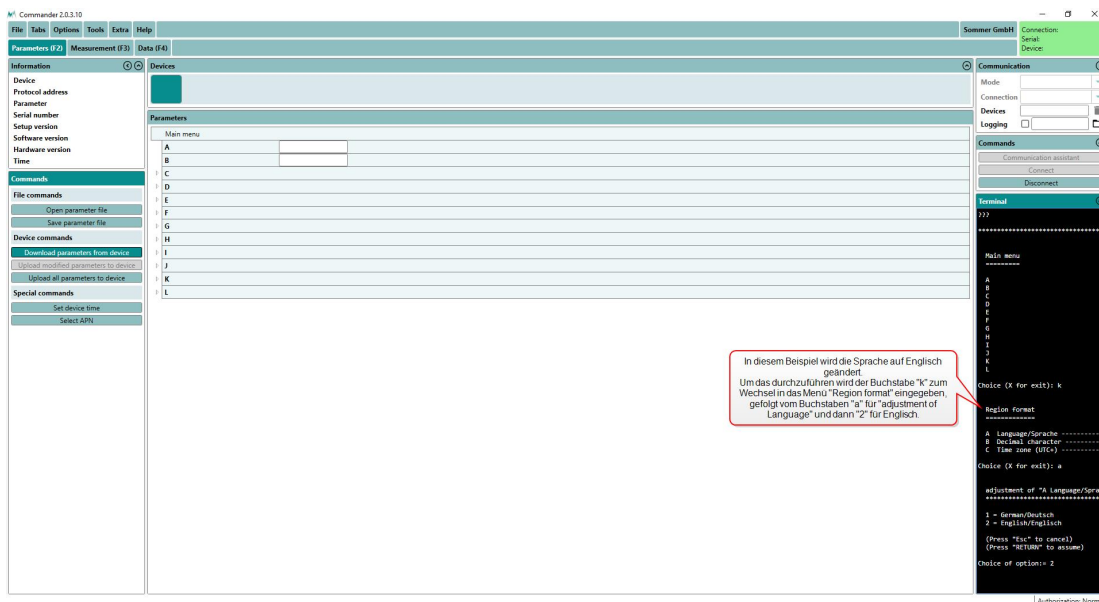 Commander 2.0.3.10
File Tabs Options Tools Extra Help
Sommer GmbH
Connection:
Serial:
Device:
Parameters (F2) Measurement (F3) Data (F4)
Information
Device
Protocol address
Parameter
Serial number
Setup version
Software version
Hardware version
Time
Commands
File commands
Open parameter file
Save parameter file
Device commands
Download parameters from device
Upload modified parameters to device
Upload all parameters to device
Special commands
Set device time
Select APN
Devices
Parameters
Main menu
A
B
C
D
E
F
G
H
I
J
K
L
In diesem Beispiel wird die Sprache auf Englisch
geändert.
Um das durchzuführen wird der Buchstabe "k" zum
Wechsel in das Menü "Region format" eingegeben,
gefolgt vom Buchstaben "a" für "adjustment of
Language" und dann "2" für Englisch.
Communication
Mode
Connection
Devices
Logging
Commands
Communication assistant
Connect
Disconnect
Terminal
???
********************************
Main menu
=========
A
B
C
D
E
F
G
H
I
J
K
L
Choice (X for exit): k
Region format
=============
A Language/Sprache ----------
B Decimal character ---------
C Time zone (UTC+) ----------
Choice (X for exit): a
adjustment of "A Language/Spra
******************************
1 = German/Deutsch
2 = English/Englisch
(Press "Esc" to cancel)
(Press "RETURN" to assume)
Choice of option:= 2
Authorization: Norm